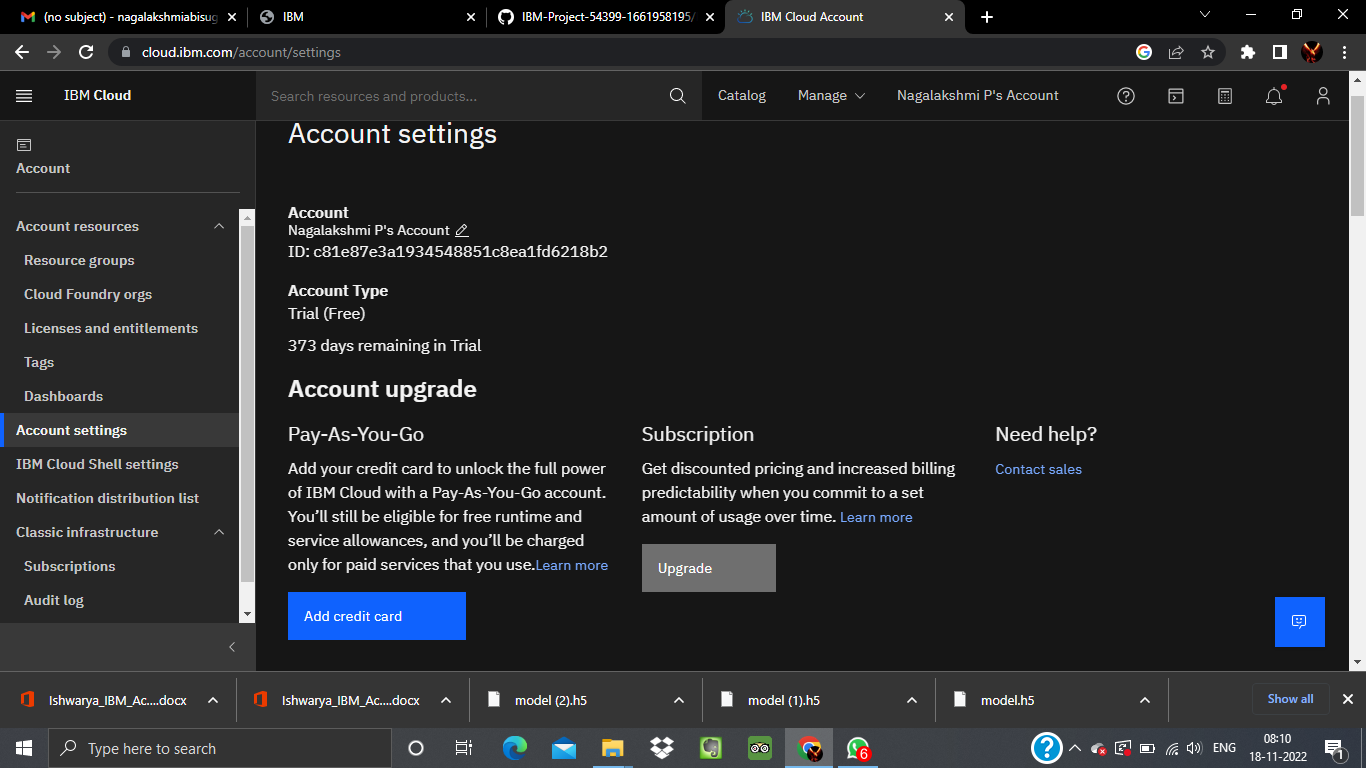 (no subject) - nagalakshmiabisug
IBM
IBM-Project-54399-1661958195/
IBM Cloud Account
cloud.ibm.com/account/settings
IBM Cloud
Search resources and products...
Catalog
Manage
Nagalakshmi P's Account
Account
Account resources
Resource groups
Cloud Foundry orgs
Licenses and entitlements
Tags
Dashboards
Account settings
IBM Cloud Shell settings
Notification distribution list
Classic infrastructure
Subscriptions
Audit log
Account settings
Account
Nagalakshmi P's Account
ID: c81e87e3a1934548851c8ea1fd6218b2
Account Type
Trial (Free)
373 days remaining in Trial
Account upgrade
Pay-As-You-Go
Add your credit card to unlock the full power
of IBM Cloud with a Pay-As-You-Go account.
You’ll still be eligible for free runtime and
service allowances, and you’ll be charged
only for paid services that you use.Learn more
Add credit card
Subscription
Get discounted pricing and increased billing
predictability when you commit to a set
amount of usage over time. Learn more
Upgrade
Need help?
Contact sales
Ishwarya_IBM_Ac....docx
Ishwarya_IBM_Ac....docx
model (2).h5
model (1).h5
model.h5
Show all
Type here to search
6
ENG
08:10
18-11-2022
1